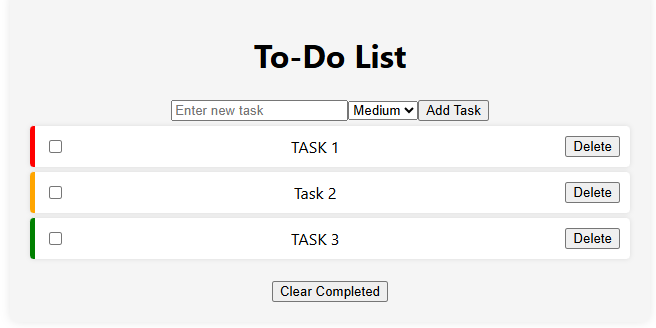 To-Do List
Enter new task Medium Add Task
TASK 1 Delete
Task 2 Delete
TASK 3 Delete
Clear Completed